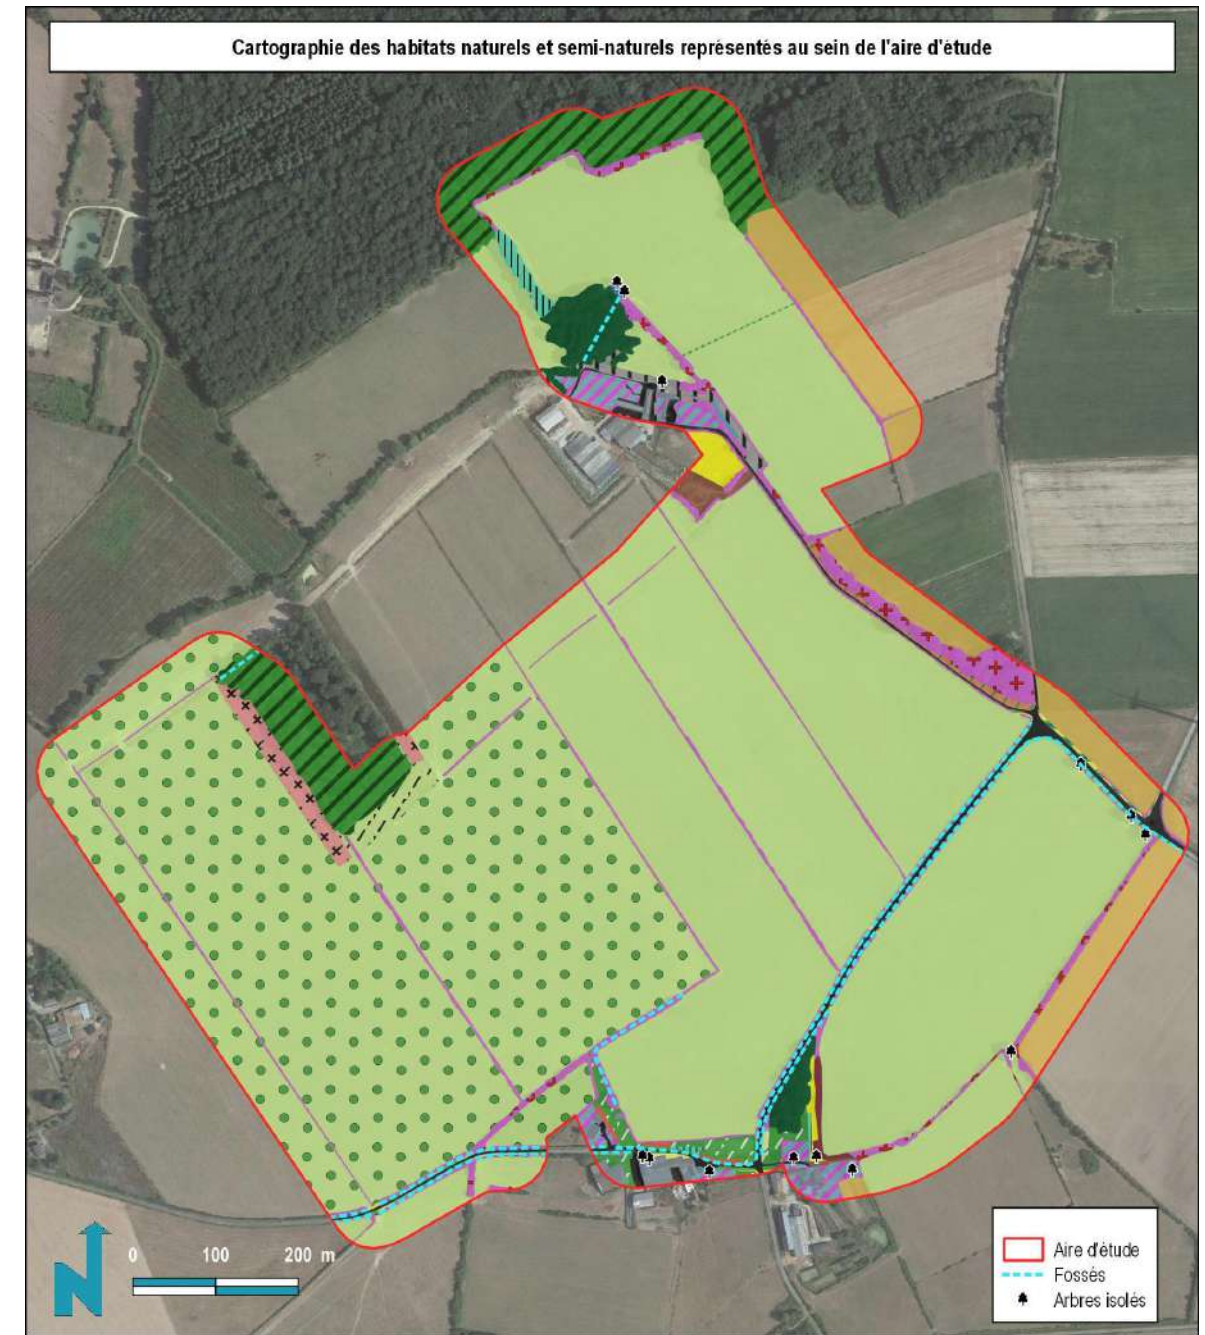 Cartographie des habitats naturels et semi-naturels représentés au sein de l'aire d'étude
0 100 200 m
Aire d'étude
Fossés
Arbres isolés